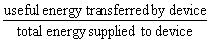 useful energy transferred by device
total energy supplied to device